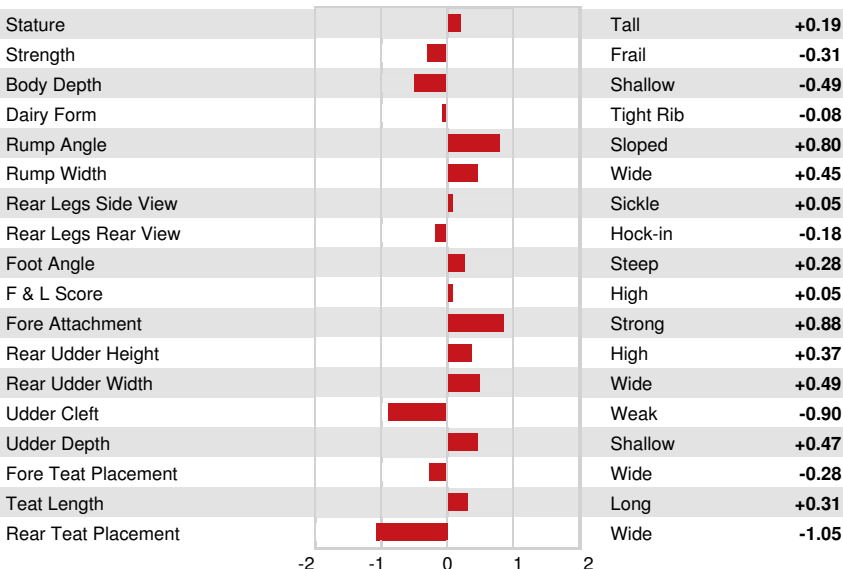 Stature Tall +0.19
Strength Frail -0.31
Body Depth Shallow -0.49
Dairy Form Tight Rib -0.08
Rump Angle Sloped +0.80
Rump Width Wide +0.45
Rear Legs Side View Sickle +0.05
Rear Legs Rear View Hock-in -0.18
Foot Angle Steep +0.28
F & L Score High +0.05
Fore Attachment Strong +0.88
Rear Udder Height High +0.37
Rear Udder Width Wide +0.49
Udder Cleft Weak -0.90
Udder Depth Shallow +0.47
Fore Teat Placement Wide -0.28
Teat Length Long +0.31
Rear Teat Placement Wide -1.05
-2 -1 0 1 2